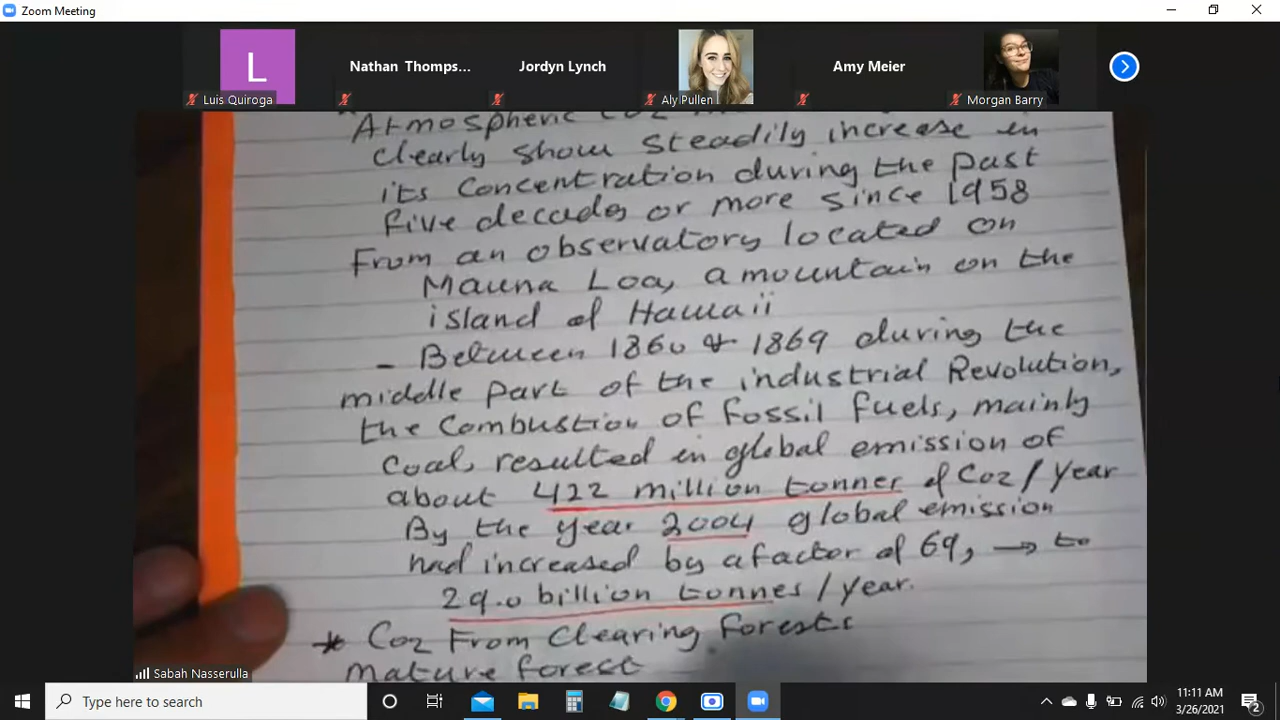 Zoom Meeting
L
Luis Quiroga
Nathan Thomps...
Jordyn Lynch
Aly Pullen
Amy Meier
Morgan Barry
Atmospheric CO2
clearly show steadily increase in
its Concentration during the past
five decades or more since 1958
From an observatory located on
Mauna Loa, a mountain on the
island of Hawaii
- Between 1860 & 1869 during the
middle part of the industrial Revolution,
the Combustion of Fossil fuels, mainly
Coal, resulted in global emission of
about 422 million tonner of CO2 / Year
By the year 2004 global emission
had increased by a factor of 69, → to
29.0 billion tonnes / year.
* CO2 From Clearing Forests
Mature forest
Sabah Nasserulla
Type here to search
11:11 AM
3/26/2021
2